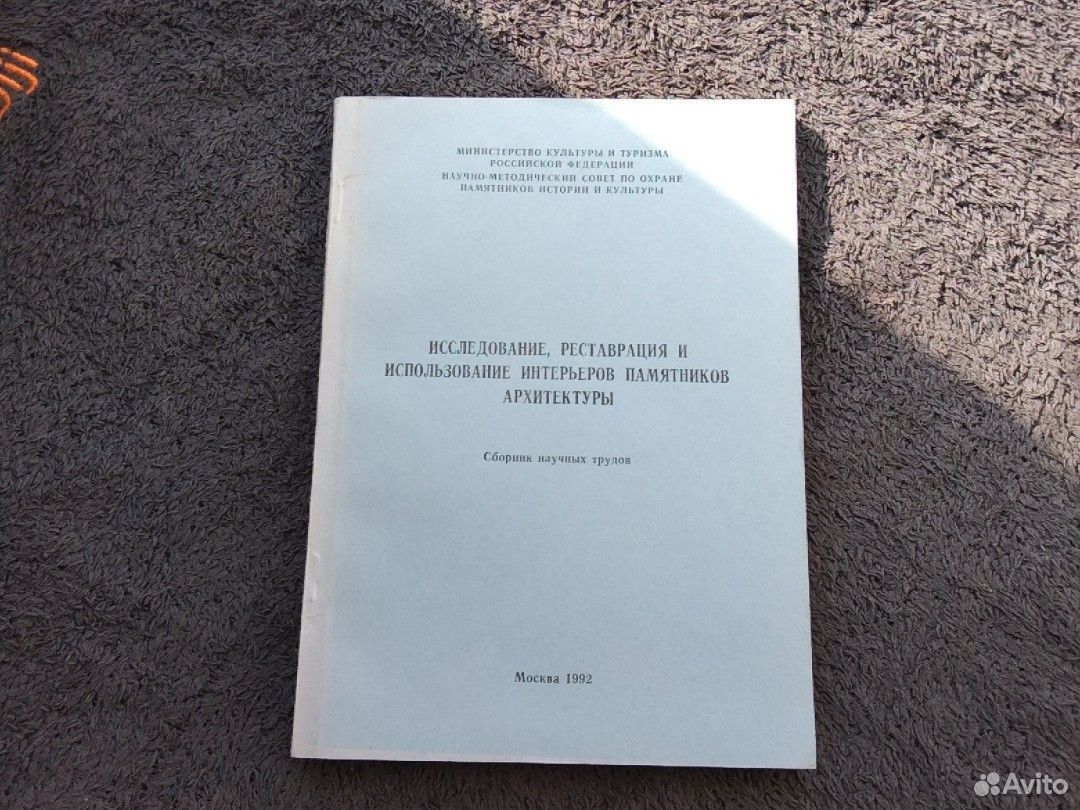 МИНИСТЕРСТВО КУЛЬТУРЫ И ТУРИЗМА
РОССИЙСКОЙ ФЕДЕРАЦИИ
НАУЧНО-МЕТОДИЧЕСКИЙ СОВЕТ ПО ОХРАНЕ
ПАМЯТНИКОВ ИСТОРИИ И КУЛЬТУРЫ
ИССЛЕДОВАНИЕ, РЕСТАВРАЦИЯ И
ИСПОЛЬЗОВАНИЕ ИНТЕРЬЕРОВ ПАМЯТНИКОВ
АРХИТЕКТУРЫ
Сборник научных трудов
Москва 1992
Avito